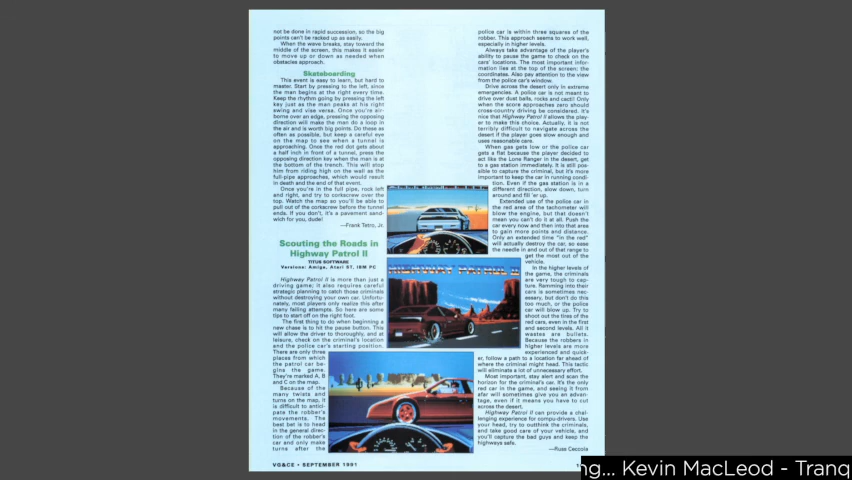 not be done in rapid succession, so the big
points can't be racked up as easily.
When the wave breaks, stay toward the
middle of the screen, this makes it easier
to move up or down as needed when
obstacles approach.
Skateboarding
This event is easy to learn, but hard to
master. Start by pressing to the left, since
the man begins at the right every time.
Keep the rhythm going by pressing the left
key just as the man peaks at his right
swing and vise versa. Once you're air-
borne over an edge, pressing the opposing
direction will make the man do a loop in
the air and is worth big points. Do these as
often as possible, but keep a careful eye
on the map to see when a tunnel is
approaching. Once the red dot gets about
a half inch in front of a tunnel, press the
opposing direction key when the man is at
the bottom of the trench. This will stop
him from riding high on the wall as the
full-pipe approaches, which would result
in death and the end of that event.
Once you're in the full pipe, rock left
and right, and try to corkscrew over the
top. Watch the map so you'll be able to
pull out of the corkscrew before the tunnel
ends. If you don't, it's a pavement sand-
wich for you, dude!
—Frank Tetro, Jr.
Scouting the Roads in
Highway Patrol II
TITUS SOFTWARE
Versions: Amiga, Atari ST, IBM PC
Highway Patrol II is more than just a
driving game; it also requires careful
strategic planning to catch those criminals
without destroying your own car. Unfortu-
nately, most players only realize this after
many failing attempts. So here are some
tips to start off on the right foot.
The first thing to do when beginning a
new chase is to hit the pause button. This
will allow the driver to thoroughly, and at
leisure, check on the criminal's location
and the police car's starting position.
There are only three
places from which
the patrol car be-
gins the game.
They're marked A, B
and C on the map.
Because of the
many twists and
turns on the map, it
is difficult to antici-
pate the robber's
movements. The
best bet is to head
in the general direc-
tion of the robber's
car and only make
turns after the
police car is within three squares of the
robber. This approach seems to work well,
especially in higher levels.
Always take advantage of the player's
ability to pause the game to check on the
cars' locations. The most important infor-
mation lies at the top of the screen: the
coordinates. Also pay attention to the view
from the police car's window.
Drive across the desert only in extreme
emergencies. A police car is not meant to
drive over dust balls, rocks and cacti! Only
when the score approaches zero should
cross-country driving be considered. It's
nice that Highway Patrol II allows the play-
er to make this choice. Actually, it is not
terribly difficult to navigate across the
desert if the player goes slow enough and
uses reasonable care.
When gas gets low or the police car
gets a flat because the player decided to
act like the Lone Ranger in the desert, get
to a gas station immediately. It is still pos-
sible to capture the criminal, but it's more
important to keep the car in running condi-
tion. Even if the gas station is in a
different direction, slow down, turn
around and fill 'er up.
Extended use of the police car in
the red area of the tachometer will
blow the engine, but that doesn't
mean you can't do it at all. Push the
car every now and then into that area
to gain more points and distance.
Only an extended time "in the red"
will actually destroy the car, so ease
the needle in and out of that range to
get the most out of the
vehicle.
In the higher levels of
the game, the criminals
are very tough to cap-
ture. Ramming into their
cars is sometimes nec-
essary, but don't do this
too much, or the police
car will blow up. Try to
shoot out the tires of the
red cars, even in the first
and second levels. All it
wastes are bullets.
Because the robbers in
higher levels are more
experienced and quick-
er, follow a path to a location far ahead of
where the criminal might head. This tactic
will eliminate a lot of unnecessary effort.
Most important, stay alert and scan the
horizon for the criminal's car. It's the only
red car in the game, and seeing it from
afar will sometimes give you an advan-
tage, even if it means you have to cut
across the desert.
Highway Patrol II can provide a chal-
lenging experience for compu-drivers. Use
your head, try to outthink the criminals,
and take good care of your vehicle, and
you'll capture the bad guys and keep the
highways safe.
—Russ Ceccola
HIGHWAY PATROL II
VG&CE • SEPTEMBER 1991
ng... Kevin MacLeod - Tranq